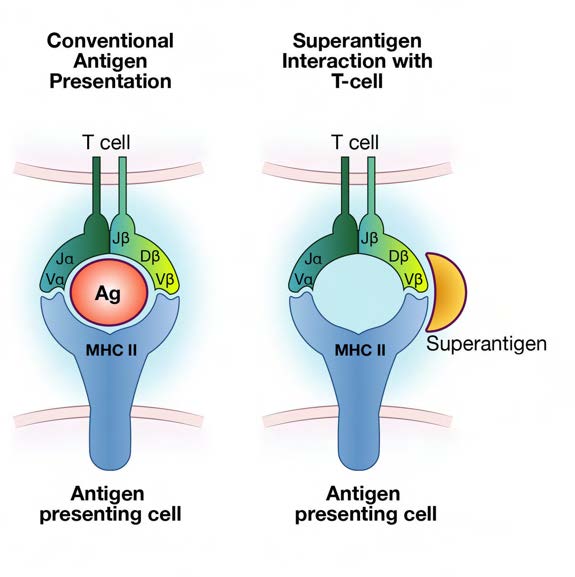 Conventional
Antigen
Presentation
T cell
Jα
Jβ
Dβ
Vα
Vβ
Ag
MHC II
Antigen
presenting cell
Superantigen
Interaction with
T-cell
T cell
Jα
Jβ
Dβ
Vα
Vβ
MHC II
Superantigen
Antigen
presenting cell